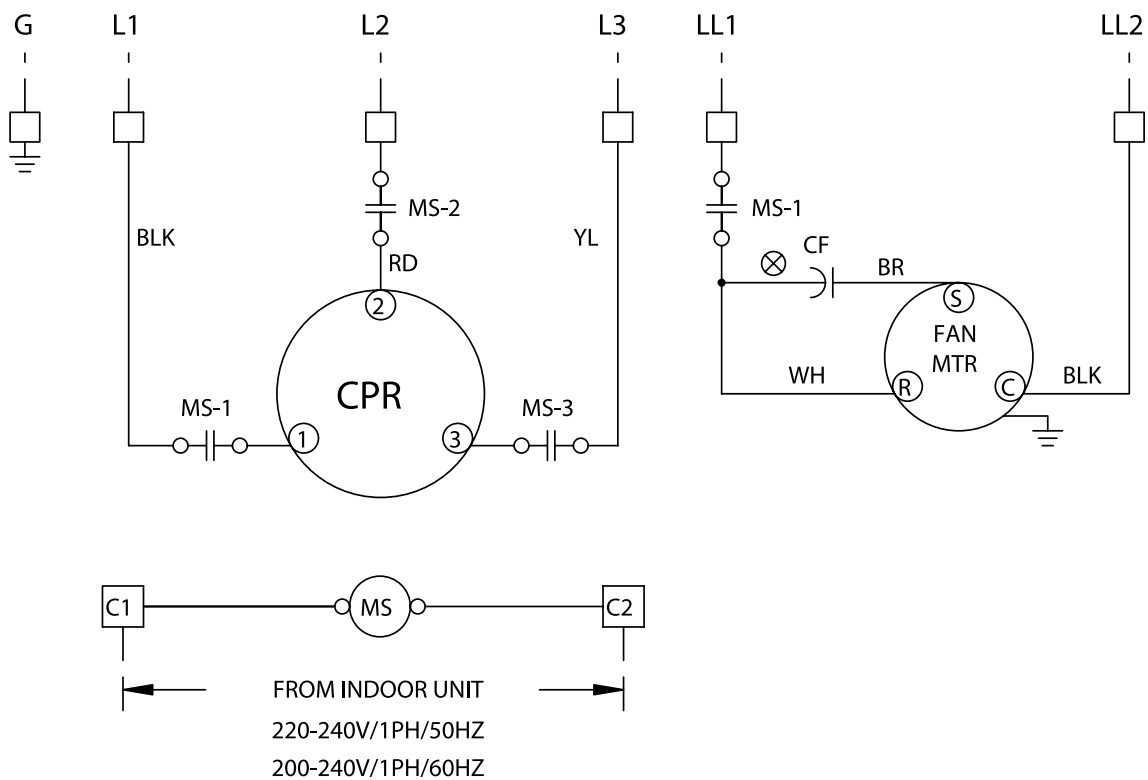 G L1 L2 L3 LL1 LL2
MS-2 MS-1
BLK YL CF
RD BR
2 S
FAN
MTR
CPR WH R C BLK
MS-1 MS-3
1 3
C1 MS C2
FROM INDOOR UNIT
220-240V/1PH/50HZ
200-240V/1PH/60HZ